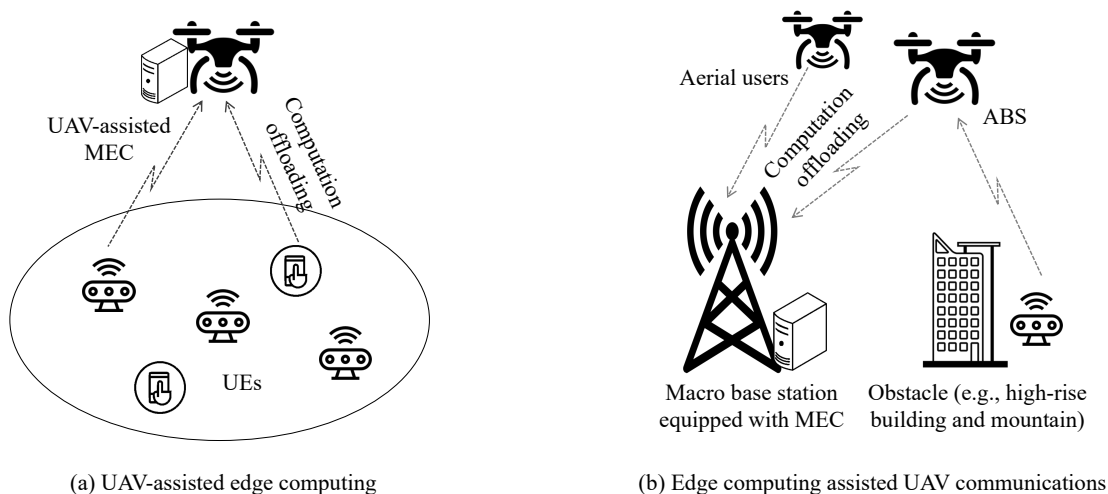 UAV-assisted
MEC
Computation
offloading
UEs
(a) UAV-assisted edge computing
Aerial users
ABS
Computation
offloading
Macro base station
equipped with MEC
Obstacle (e.g., high-rise
building and mountain)
(b) Edge computing assisted UAV communications